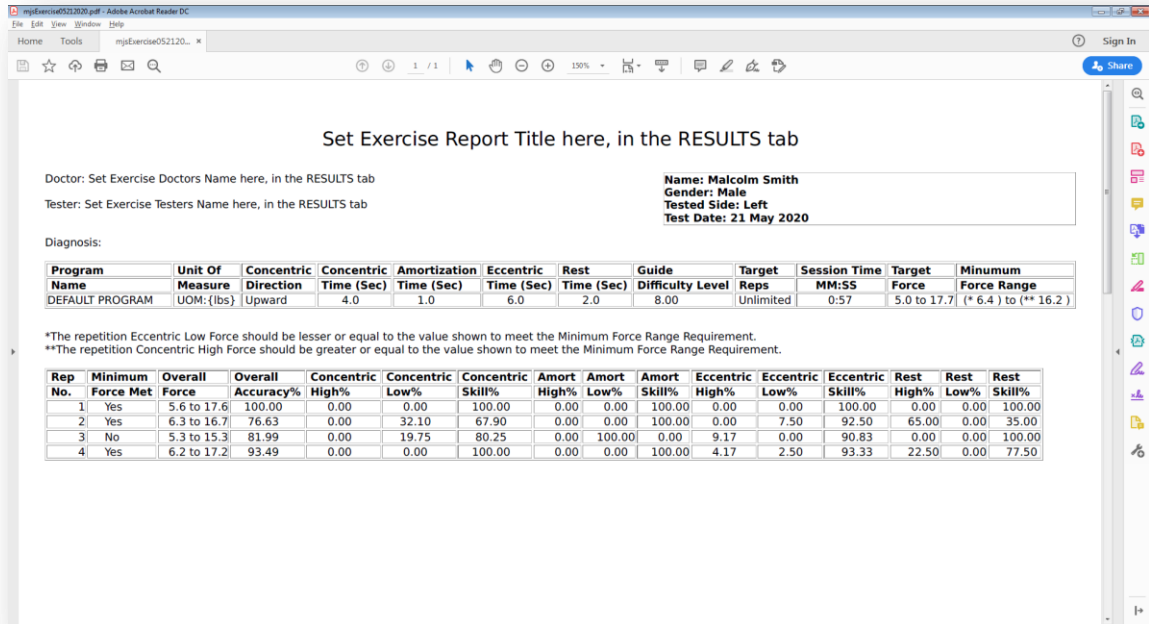 mjsExercise05212020.pdf - Adobe Acrobat Reader DC
File Edit View Window Help
Home Tools mjsExercise052120... × Sign In
1 / 1 150% Share
Set Exercise Report Title here, in the RESULTS tab
Doctor: Set Exercise Doctors Name here, in the RESULTS tab
Tester: Set Exercise Testers Name here, in the RESULTS tab
Name: Malcolm Smith
Gender: Male
Tested Side: Left
Test Date: 21 May 2020
Diagnosis:
Program Unit Of Concentric Concentric Amortization Eccentric Rest Guide Target Session Time Target Minumum
Name Measure Direction Time (Sec) Time (Sec) Time (Sec) Time (Sec) Difficulty Level Reps MM:SS Force Force Range
DEFAULT PROGRAM UOM:{lbs} Upward 4.0 1.0 6.0 2.0 8.00 Unlimited 0:57 5.0 to 17.7 (* 6.4 ) to (** 16.2 )
*The repetition Eccentric Low Force should be lesser or equal to the value shown to meet the Minimum Force Range Requirement.
**The repetition Concentric High Force should be greater or equal to the value shown to meet the Minimum Force Range Requirement.
Rep Minimum Overall Overall Concentric Concentric Concentric Amort Amort Amort Eccentric Eccentric Eccentric Rest Rest Rest
No. Force Met Force Accuracy% High% Low% Skill% High% Low% Skill% High% Low% Skill% High% Low% Skill%
1 Yes 5.6 to 17.6 100.00 0.00 0.00 100.00 0.00 0.00 100.00 0.00 0.00 100.00 0.00 0.00 100.00
2 Yes 6.3 to 16.7 76.63 0.00 32.10 67.90 0.00 0.00 100.00 0.00 7.50 92.50 65.00 0.00 35.00
3 No 5.3 to 15.3 81.99 0.00 19.75 80.25 0.00 100.00 0.00 9.17 0.00 90.83 0.00 0.00 100.00
4 Yes 6.2 to 17.2 93.49 0.00 0.00 100.00 0.00 0.00 100.00 4.17 2.50 93.33 22.50 0.00 77.50